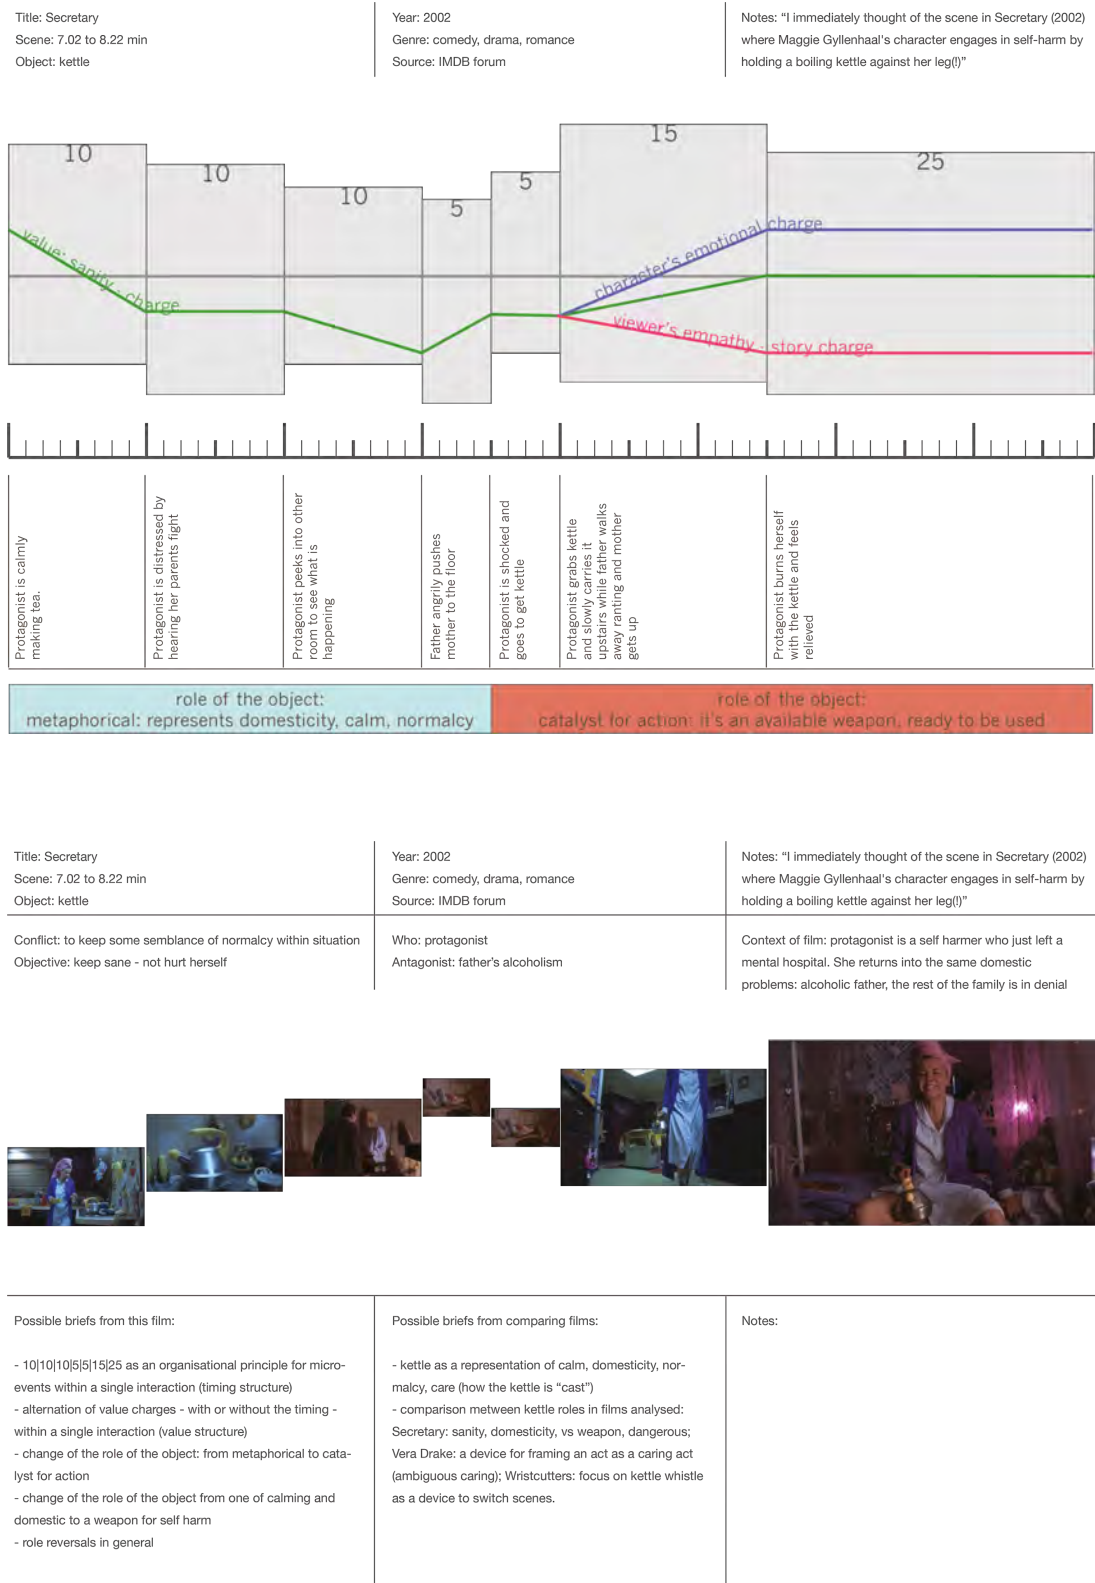 Title: Secretary
Scene: 7.02 to 8.22 min
Object: kettle
Year: 2002
Genre: comedy, drama, romance
Source: IMDB forum
Notes: “I immediately thought of the scene in Secretary (2002)
where Maggie Gyllenhaal's character engages in self-harm by
holding a boiling kettle against her leg(!)”
10
10
10
5
5
15
25
value: sanity - charge
character's emotional charge
viewer's empathy - story charge
Protagonist is calmly
making tea.
Protagonist is distressed by
hearing her parents fight
Protagonist peeks into other
room to see what is
happening
Father angrily pushes
mother to the floor
Protagonist is shocked and
goes to get kettle
Protagonist grabs kettle
and slowly carries it
upstairs while father walks
away ranting and mother
gets up
Protagonist burns herself
with the kettle and feels
relieved
role of the object:
metaphorical: represents domesticity, calm, normalcy
role of the object:
catalyst for action: it's an available weapon, ready to be used
Title: Secretary
Scene: 7.02 to 8.22 min
Object: kettle
Year: 2002
Genre: comedy, drama, romance
Source: IMDB forum
Notes: “I immediately thought of the scene in Secretary (2002)
where Maggie Gyllenhaal's character engages in self-harm by
holding a boiling kettle against her leg(!)”
Conflict: to keep some semblance of normalcy within situation
Objective: keep sane - not hurt herself
Who: protagonist
Antagonist: father's alcoholism
Context of film: protagonist is a self harmer who just left a
mental hospital. She returns into the same domestic
problems: alcoholic father, the rest of the family is in denial
Possible briefs from this film:
- 10|10|10|5|5|15|25 as an organisational principle for micro-
events within a single interaction (timing structure)
- alternation of value charges - with or without the timing -
within a single interaction (value structure)
- change of the role of the object: from metaphorical to cata-
lyst for action
- change of the role of the object from one of calming and
domestic to a weapon for self harm
- role reversals in general
Possible briefs from comparing films:
- kettle as a representation of calm, domesticity, nor-
malcy, care (how the kettle is “cast”)
- comparison metween kettle roles in films analysed:
Secretary: sanity, domesticity, vs weapon, dangerous;
Vera Drake: a device for framing an act as a caring act
(ambiguous caring); Wristcutters: focus on kettle whistle
as a device to switch scenes.
Notes: